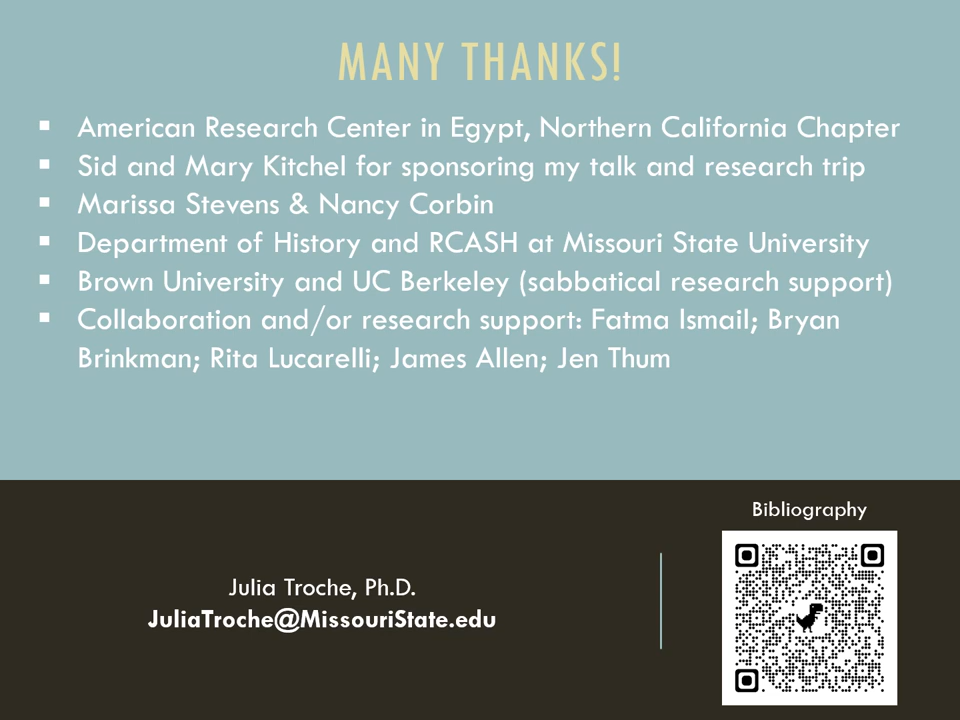 MANY THANKS!
▪ American Research Center in Egypt, Northern California Chapter
▪ Sid and Mary Kitchel for sponsoring my talk and research trip
▪ Marissa Stevens & Nancy Corbin
▪ Department of History and RCASH at Missouri State University
▪ Brown University and UC Berkeley (sabbatical research support)
▪ Collaboration and/or research support: Fatma Ismail; Bryan
Brinkman; Rita Lucarelli; James Allen; Jen Thum
Bibliography
Julia Troche, Ph.D.
JuliaTroche@MissouriState.edu